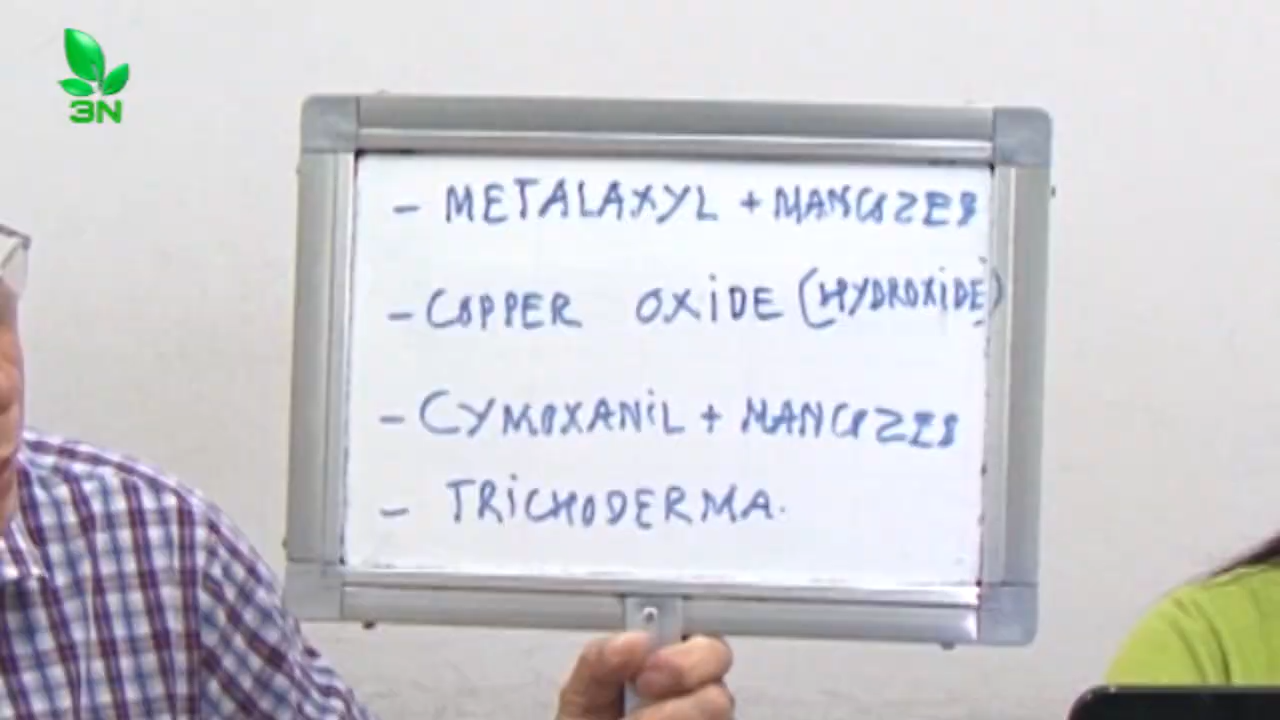 3N
- METALAXYL + MANCOZEB
- COPPER OXiDE (HYDROXiDE)
- CYMOXANiL + MANCOZEB
- TRiCHODERMA.